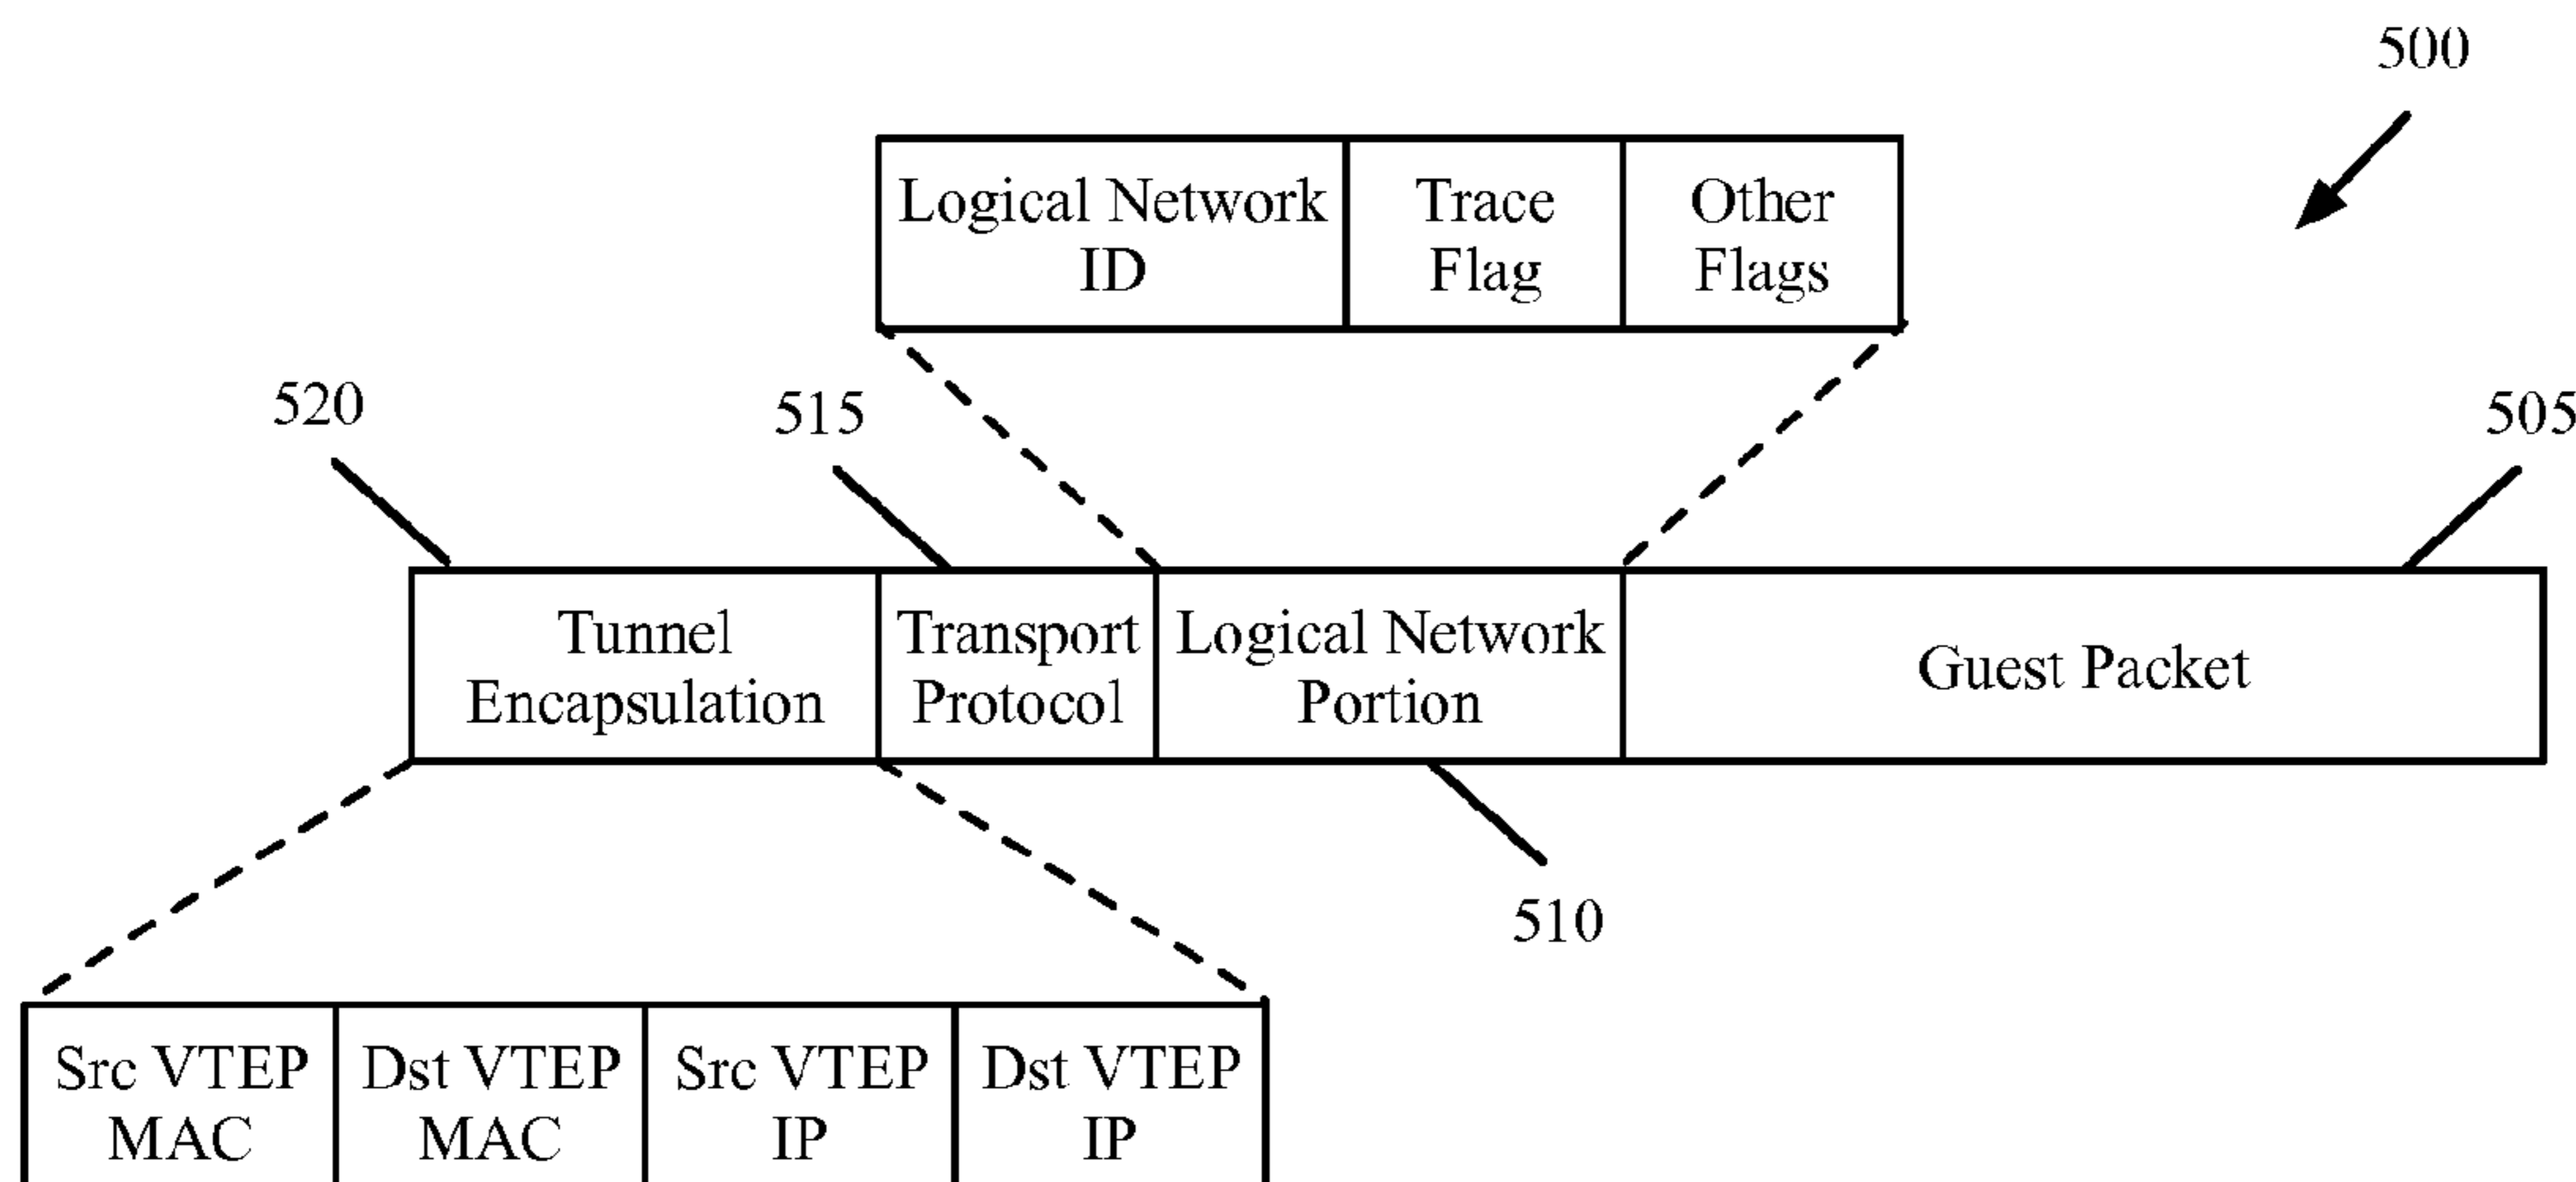 500
Logical Network
ID
Trace
Flag
Other
Flags
520
515
505
Tunnel
Encapsulation
Transport
Protocol
Logical Network
Portion
Guest Packet
510
Src VTEP
MAC
Dst VTEP
MAC
Src VTEP
IP
Dst VTEP
IP